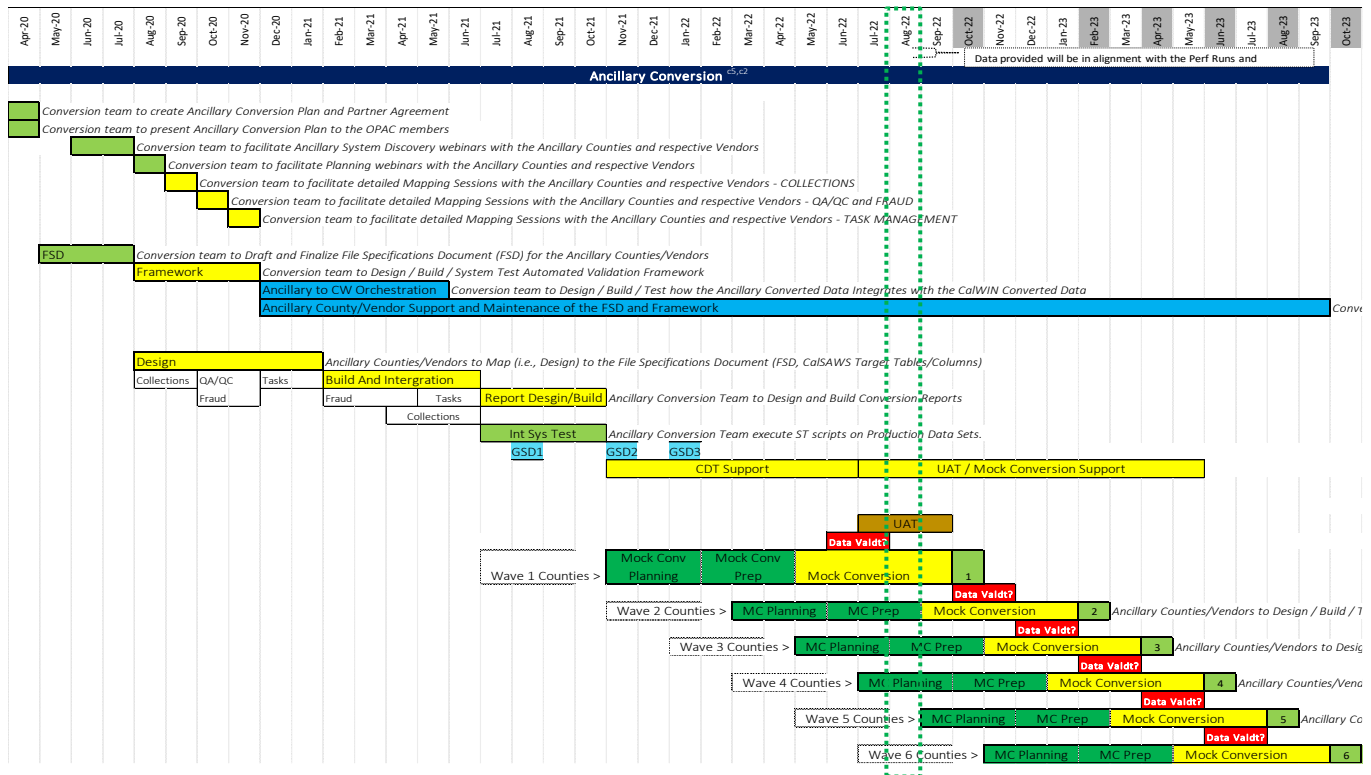 Apr-20 May-20 Jun-20 Jul-20 Aug-20 Sep-20 Oct-20 Nov-20 Dec-20 Jan-21 Feb-21 Mar-21 Apr-21 May-21 Jun-21 Jul-21 Aug-21 Sep-21 Oct-21 Nov-21 Dec-21 Jan-22 Feb-22 Mar-22 Apr-22 May-22 Jun-22 Jul-22 Aug-22 Sep-22 Oct-22 Nov-22 Dec-22 Jan-23 Feb-23 Mar-23 Apr-23 May-23 Jun-23 Jul-23 Aug-23 Sep-23 Oct-23
Data provided will be in alignment with the Perf Runs and
Ancillary Conversion c5,c2
Conversion team to create Ancillary Conversion Plan and Partner Agreement
Conversion team to present Ancillary Conversion Plan to the OPAC members
Conversion team to facilitate Ancillary System Discovery webinars with the Ancillary Counties and respective Vendors
Conversion team to facilitate Planning webinars with the Ancillary Counties and respective Vendors
Conversion team to facilitate detailed Mapping Sessions with the Ancillary Counties and respective Vendors - COLLECTIONS
Conversion team to facilitate detailed Mapping Sessions with the Ancillary Counties and respective Vendors - QA/QC and FRAUD
Conversion team to facilitate detailed Mapping Sessions with the Ancillary Counties and respective Vendors - TASK MANAGEMENT
FSD Conversion team to Draft and Finalize File Specifications Document (FSD) for the Ancillary Counties/Vendors
Framework Conversion team to Design / Build / System Test Automated Validation Framework
Ancillary to CW Orchestration Conversion team to Design / Build / Test how the Ancillary Converted Data Integrates with the CalWIN Converted Data
Ancillary County/Vendor Support and Maintenance of the FSD and Framework Conve
Design Ancillary Counties/Vendors to Map (i.e., Design) to the File Specifications Document (FSD, CalSAWS Target Tables/Columns)
Collections QA/QC Tasks Build And Intergration
Fraud Fraud Tasks Report Desgin/Build Ancillary Conversion Team to Design and Build Conversion Reports
Collections
Int Sys Test Ancillary Conversion Team execute ST scripts on Production Data Sets.
GSD1 GSD2 GSD3
CDT Support UAT / Mock Conversion Support
UAT
Data Valdt?
Wave 1 Counties > Mock Conv Planning Mock Conv Prep Mock Conversion 1
Data Valdt?
Wave 2 Counties > MC Planning MC Prep Mock Conversion 2 Ancillary Counties/Vendors to Design / Build / T
Data Valdt?
Wave 3 Counties > MC Planning MC Prep Mock Conversion 3 Ancillary Counties/Vendors to Desig
Data Valdt?
Wave 4 Counties > MC Planning MC Prep Mock Conversion 4 Ancillary Counties/Vend
Data Valdt?
Wave 5 Counties > MC Planning MC Prep Mock Conversion 5 Ancillary Co
Data Valdt?
Wave 6 Counties > MC Planning MC Prep Mock Conversion 6